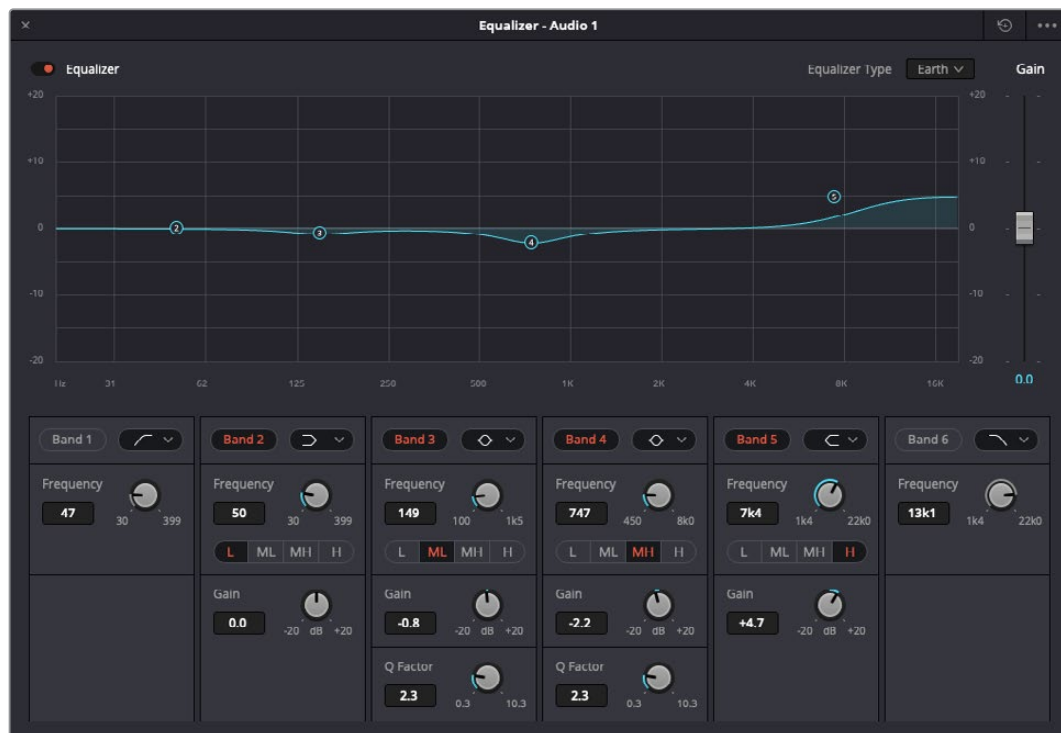 × Equalizer - Audio 1
Equalizer Equalizer Type Earth Gain
+20 +20
+10 +10
0 0
-10 -10
-20 -20
Hz 31 62 125 250 500 1K 2K 4K 8K 16K 0.0
2 3 4 5
Band 1 Band 2 Band 3 Band 4 Band 5 Band 6
Frequency Frequency Frequency Frequency Frequency Frequency
47 50 149 747 7k4 13k1
30 399 30 399 100 1k5 450 8k0 1k4 22k0 1k4 22k0
L ML MH H L ML MH H L ML MH H L ML MH H
Gain Gain Gain Gain
0.0 -0.8 -2.2 +4.7
-20 dB +20 -20 dB +20 -20 dB +20 -20 dB +20
Q Factor Q Factor
2.3 2.3
0.3 10.3 0.3 10.3